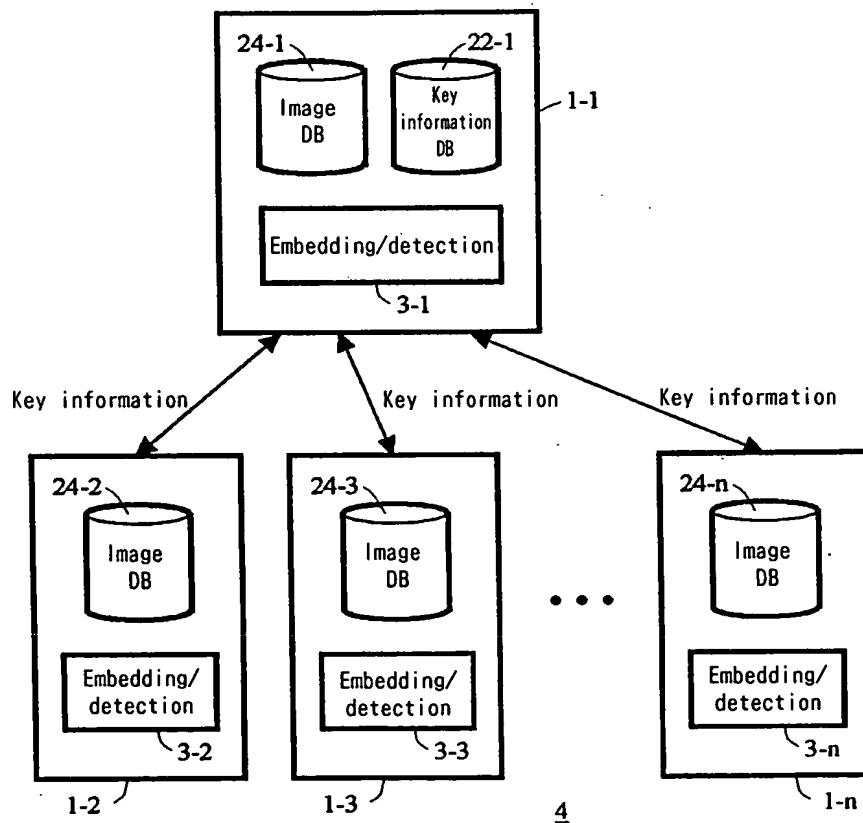 24-1
22-1
1-1
Image
DB
Key
information
DB
Embedding/detection
3-1
Key information
Key information
Key information
24-2
Image
DB
Embedding/
detection
3-2
1-2
24-3
Image
DB
Embedding/
detection
3-3
1-3
• • •
24-n
Image
DB
Embedding/
detection
3-n
1-n
4